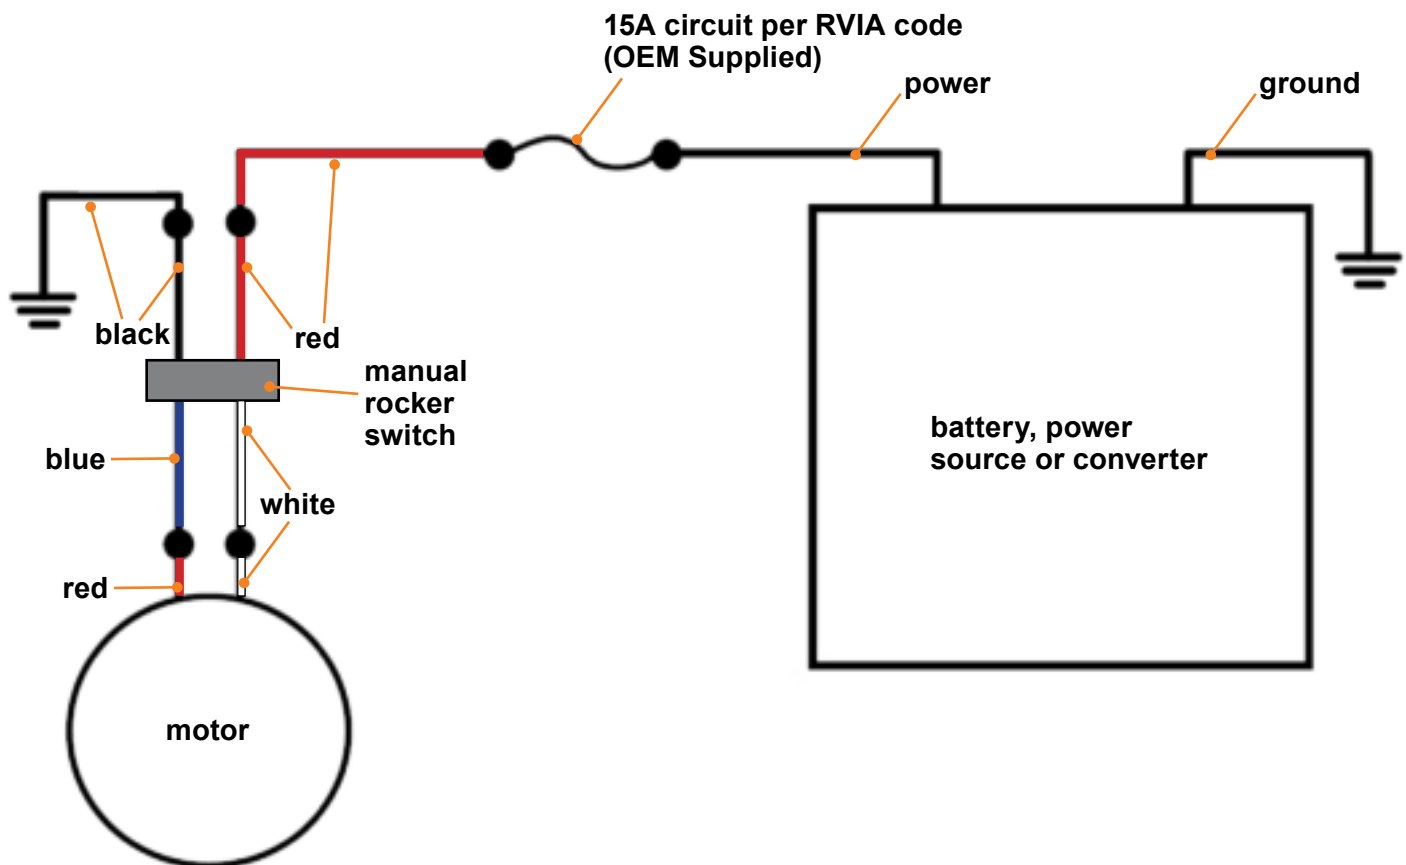 15A circuit per RVIA code
(OEM Supplied)
power
ground
black
red
manual
rocker
switch
blue
white
red
battery, power
source or converter
motor